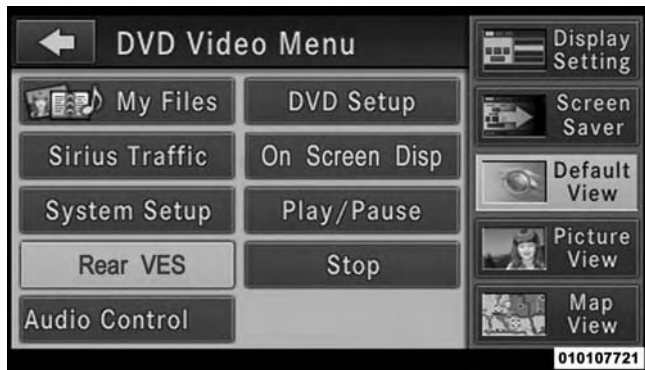 DVD Video Menu
My Files
DVD Setup
Sirius Traffic
On Screen Disp
System Setup
Play/Pause
Rear VES
Stop
Audio Control
Display
Setting
Screen
Saver
Default
View
Picture
View
Map
View
010107721